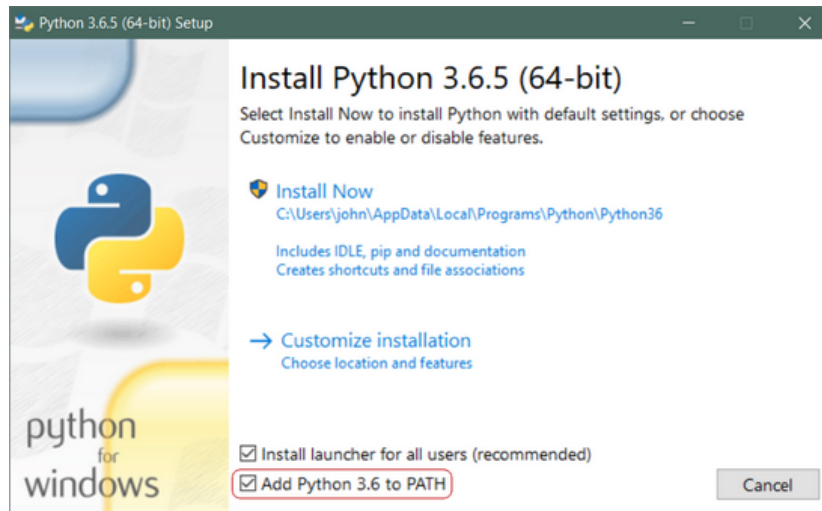 Python 3.6.5 (64-bit) Setup
Install Python 3.6.5 (64-bit)
Select Install Now to install Python with default settings, or choose
Customize to enable or disable features.
Install Now
C:\Users\john\AppData\Local\Programs\Python\Python36
Includes IDLE, pip and documentation
Creates shortcuts and file associations
Customize installation
Choose location and features
python
for
windows
Install launcher for all users (recommended)
Add Python 3.6 to PATH
Cancel